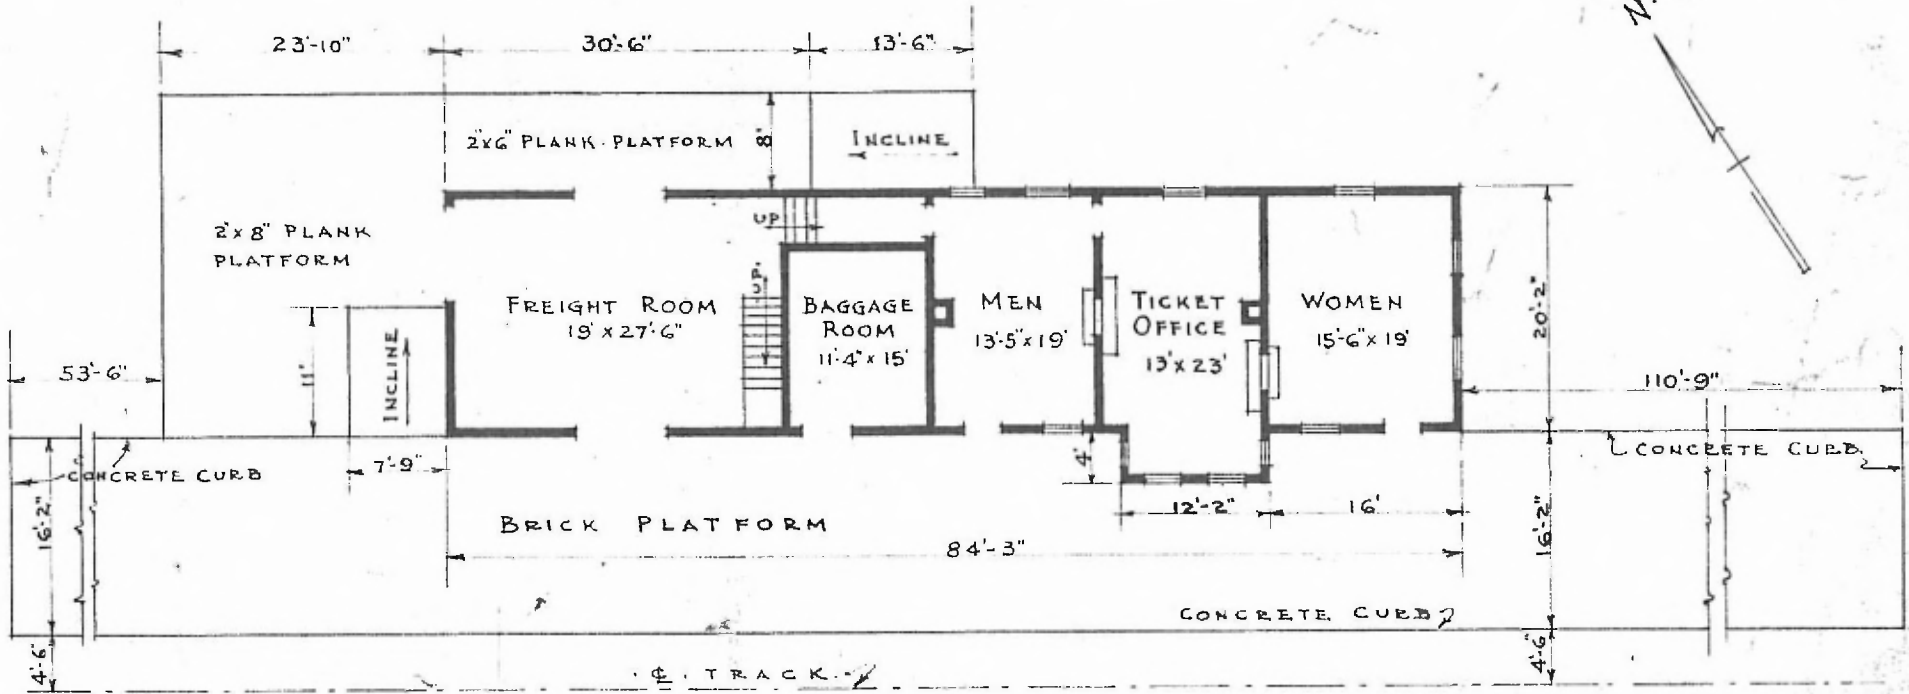 N.
23'-10"
30'-6"
13'-6"
2"x6" PLANK PLATFORM
8'
INCLINE
2"x8" PLANK
PLATFORM
UP
UP.
FREIGHT ROOM
19' x 27'-6"
BAGGAGE
ROOM
11'-4" x 15'
MEN
13'-5" x 19'
TICKET
OFFICE
13' x 23'
WOMEN
15'-6" x 19'
20'-2"
53'-6"
11'
INCLINE
110'-9"
CONCRETE CURB
7'-9"
4'
CONCRETE CURB
16'-2"
BRICK PLATFORM
12'-2"
16'
16'-2"
84'-3"
CONCRETE CURB
4'-6"
℄ TRACK
4'-6"